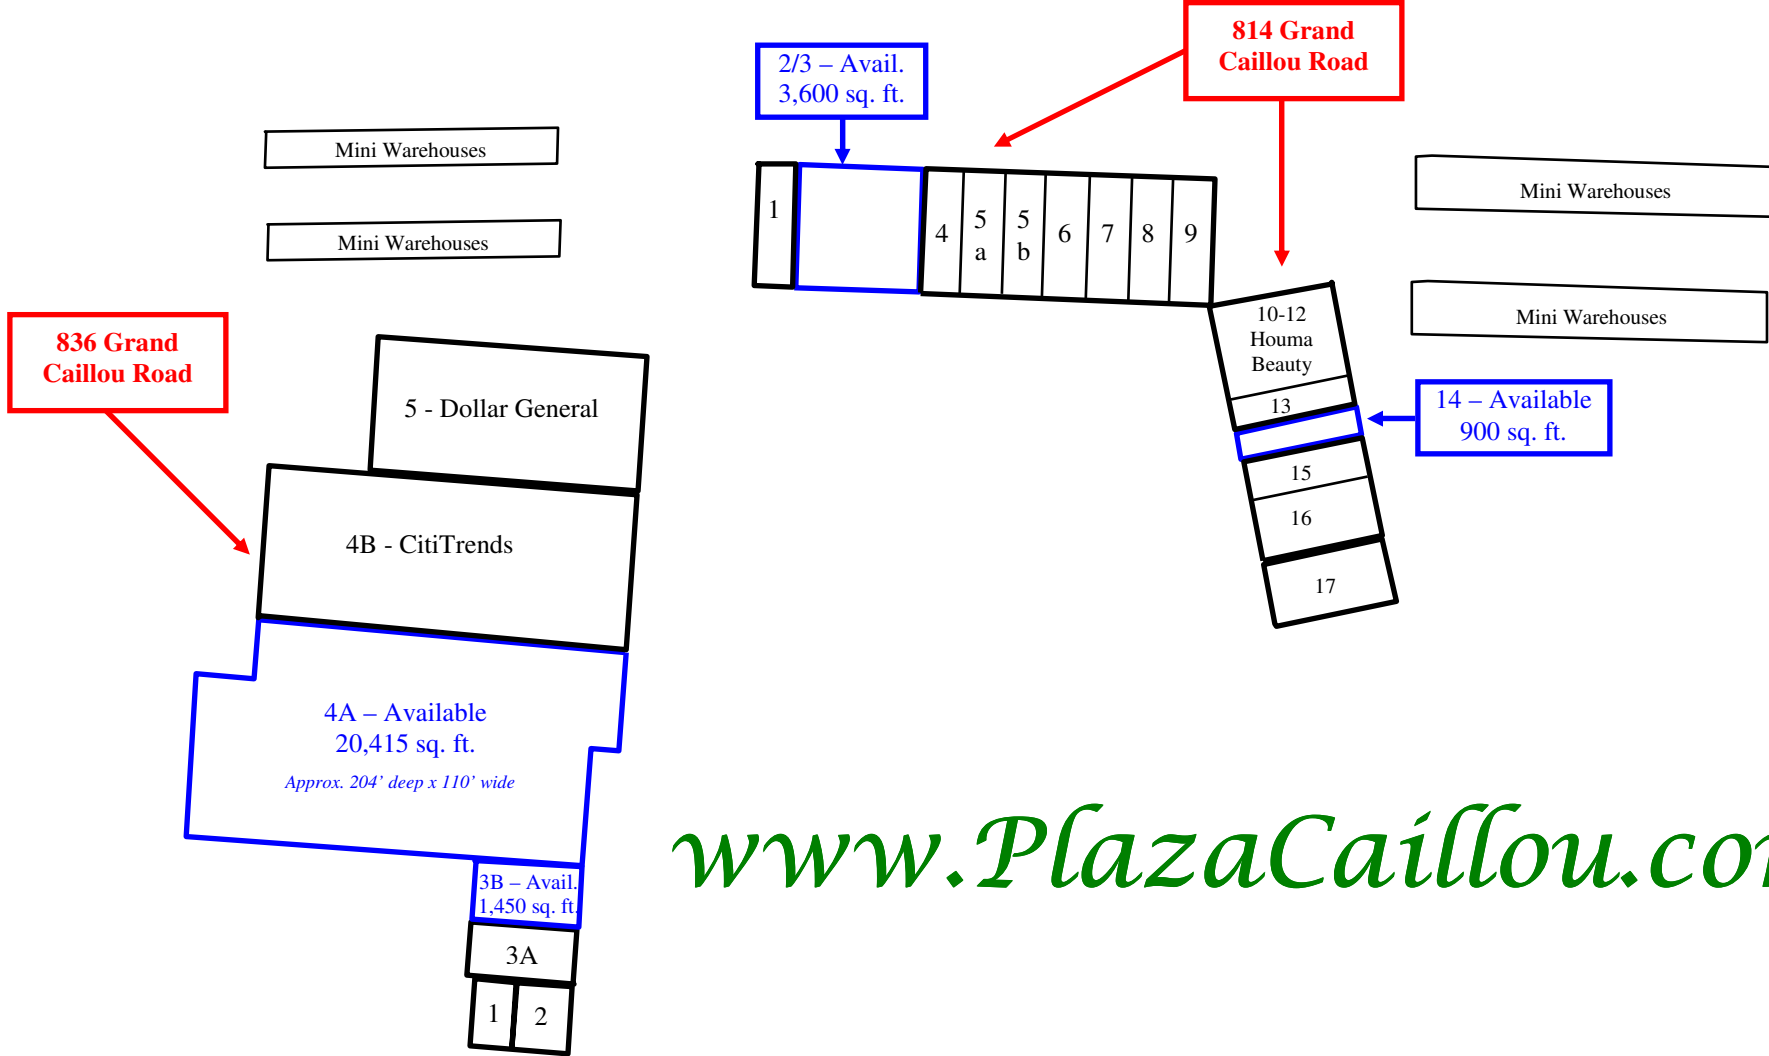 814 Grand
Caillou Road
2/3 – Avail.
3,600 sq. ft.
Mini Warehouses
Mini Warehouses
Mini Warehouses
Mini Warehouses
1
4
5
a
5
b
6
7
8
9
10-12
Houma
Beauty
13
14 – Available
900 sq. ft.
15
16
17
836 Grand
Caillou Road
5 - Dollar General
4B - CitiTrends
4A – Available
20,415 sq. ft.
Approx. 204’ deep x 110’ wide
3B – Avail.
1,450 sq. ft.
3A
1
2
www.PlazaCaillou.co